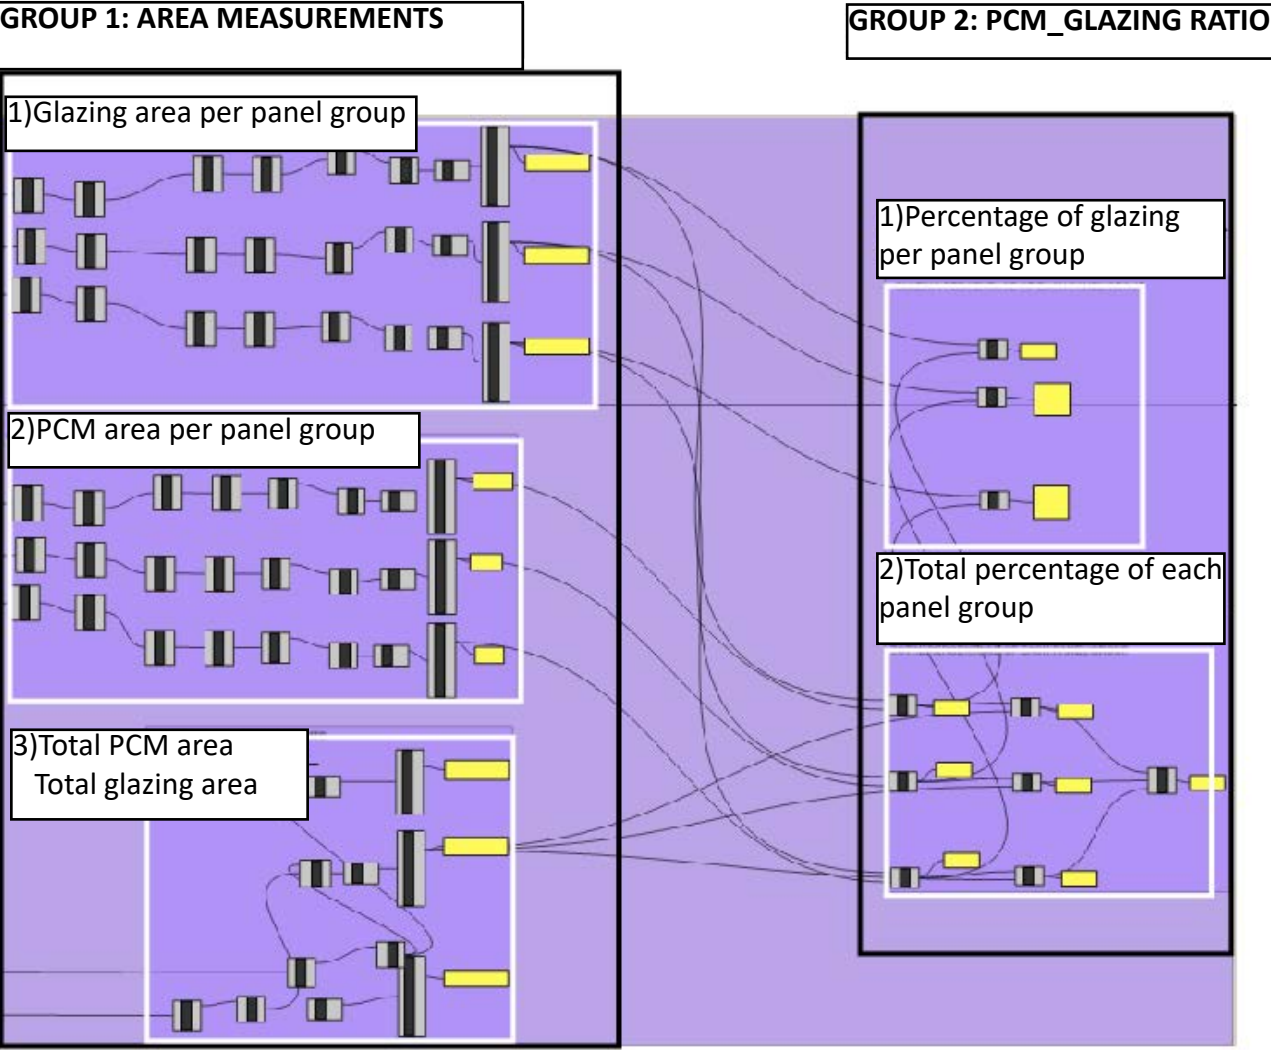 GROUP 1: AREA MEASUREMENTS
GROUP 2: PCM_GLAZING RATIO
1)Glazing area per panel group
2)PCM area per panel group
3)Total PCM area
Total glazing area
1)Percentage of glazing
per panel group
2)Total percentage of each
panel group